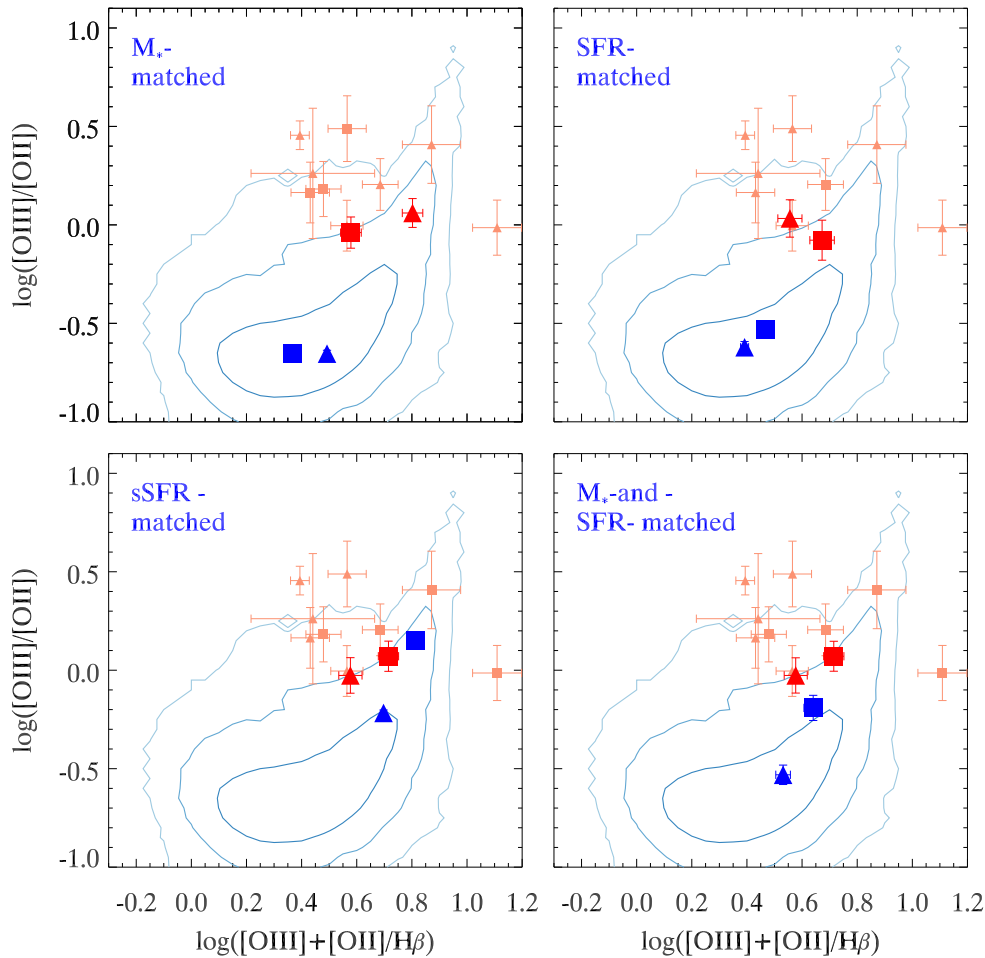 M*-
matched
SFR-
matched
1.0
0.5
0.0
-0.5
-1.0
log([OIII]/[OII])
sSFR -
matched
M*-and -
SFR- matched
1.0
0.5
0.0
-0.5
-1.0
log([OIII]/[OII])
-0.2 0.0 0.2 0.4 0.6 0.8 1.0 1.2
-0.2 0.0 0.2 0.4 0.6 0.8 1.0 1.2
log([OIII]+[OII]/Hβ)
log([OIII]+[OII]/Hβ)